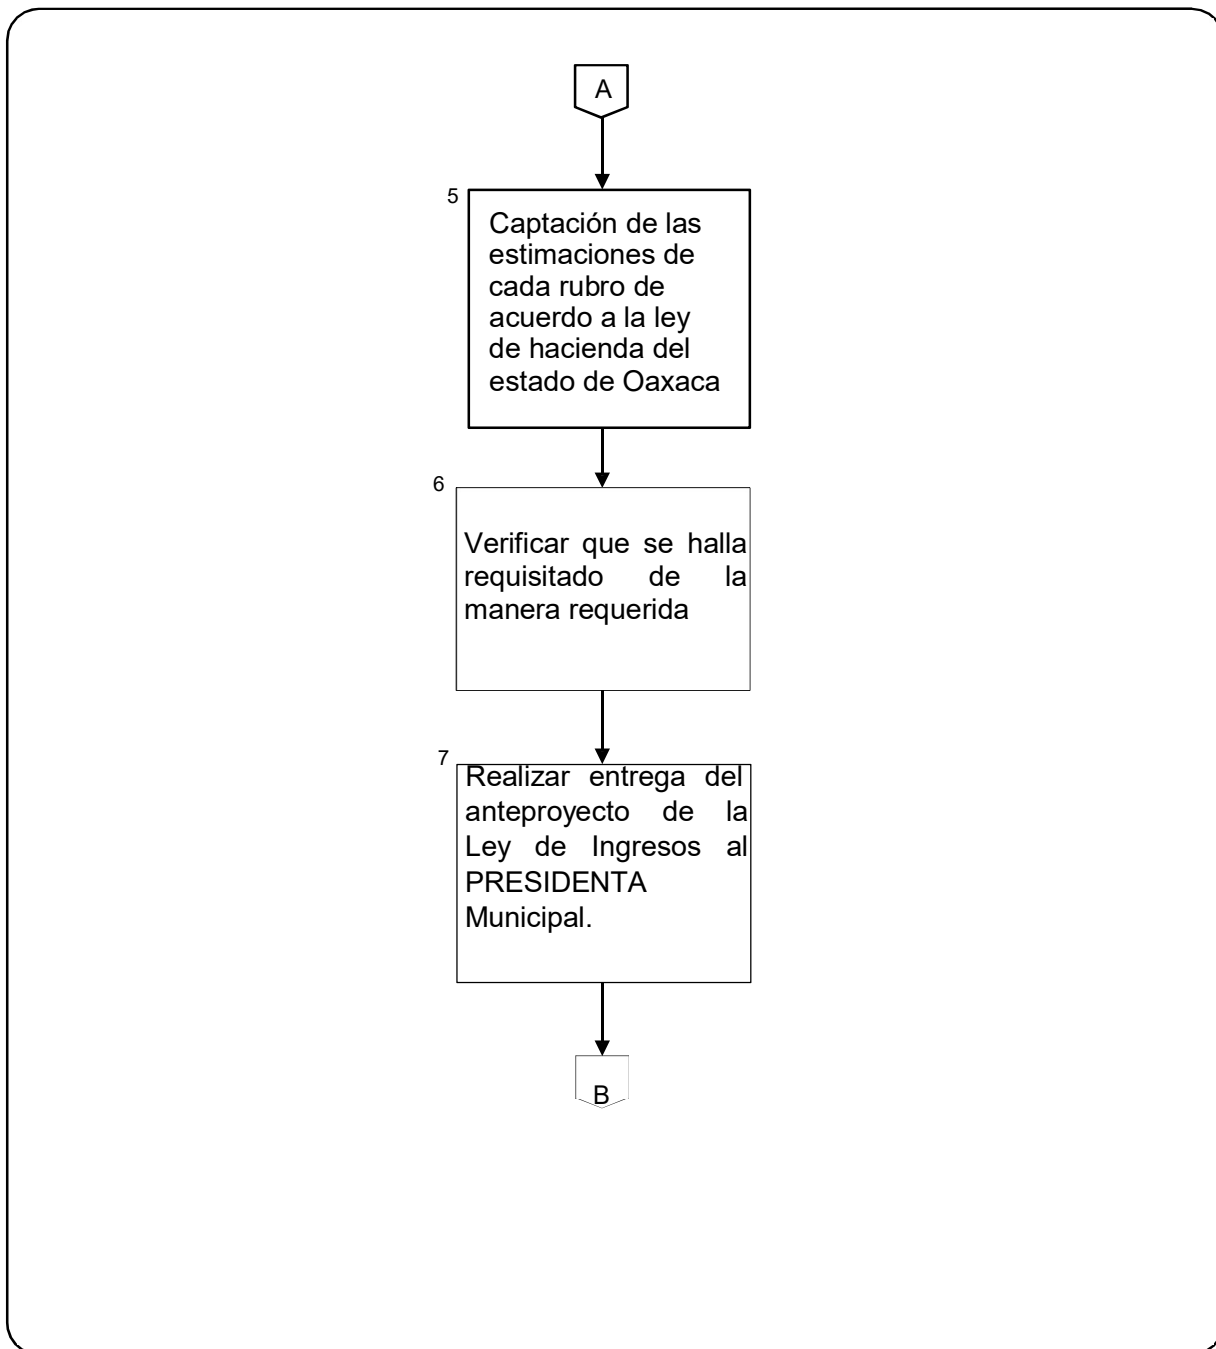 A
5
Captación de las
estimaciones de
cada rubro de
acuerdo a la ley
de hacienda del
estado de Oaxaca
6
Verificar que se halla
requisitado de la
manera requerida
7
Realizar entrega del
anteproyecto de la
Ley de Ingresos al
PRESIDENTA
Municipal.
B